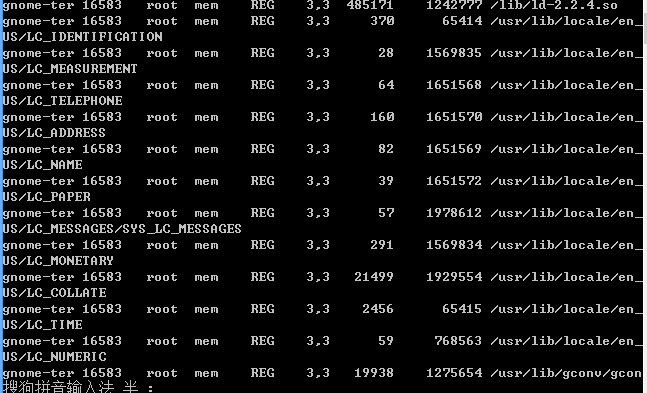 gnome-ter 16583 root mem REG 3,3 485171 1242777 /lib/ld-2.2.4.so
gnome-ter 16583 root mem REG 3,3 370 65414 /usr/lib/locale/en_
US/LC_IDENTIFICATION
gnome-ter 16583 root mem REG 3,3 28 1569835 /usr/lib/locale/en_
US/LC_MEASUREMENT
gnome-ter 16583 root mem REG 3,3 64 1651568 /usr/lib/locale/en_
US/LC_TELEPHONE
gnome-ter 16583 root mem REG 3,3 160 1651570 /usr/lib/locale/en_
US/LC_ADDRESS
gnome-ter 16583 root mem REG 3,3 82 1651569 /usr/lib/locale/en_
US/LC_NAME
gnome-ter 16583 root mem REG 3,3 39 1651572 /usr/lib/locale/en_
US/LC_PAPER
gnome-ter 16583 root mem REG 3,3 57 1978612 /usr/lib/locale/en_
US/LC_MESSAGES/SYS_LC_MESSAGES
gnome-ter 16583 root mem REG 3,3 291 1569834 /usr/lib/locale/en_
US/LC_MONETARY
gnome-ter 16583 root mem REG 3,3 21499 1929554 /usr/lib/locale/en_
US/LC_COLLATE
gnome-ter 16583 root mem REG 3,3 2456 65415 /usr/lib/locale/en_
US/LC_TIME
gnome-ter 16583 root mem REG 3,3 59 768563 /usr/lib/locale/en_
US/LC_NUMERIC
gnome-ter 16583 root mem REG 3,3 19938 1275654 /usr/lib/gconv/gcon
搜狗拼音输入法 半 :